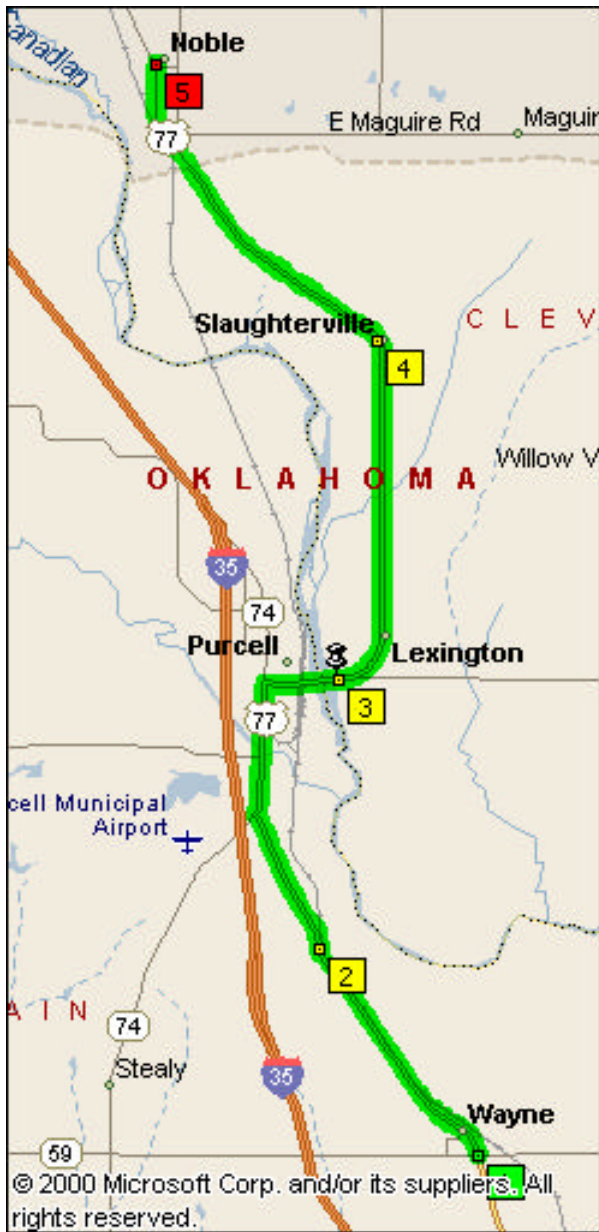 Noble
Canadian
5
E Maguire Rd
Maguir
77
Slaughterville
C L E V
4
Willow V
O K L A H O M A
35
74
Purcell
Lexington
3
77
cell Municipal
Airport
2
A I N
74
Stealy
35
Wayne
59
© 2000 Microsoft Corp. and/or its suppliers. All
rights reserved.